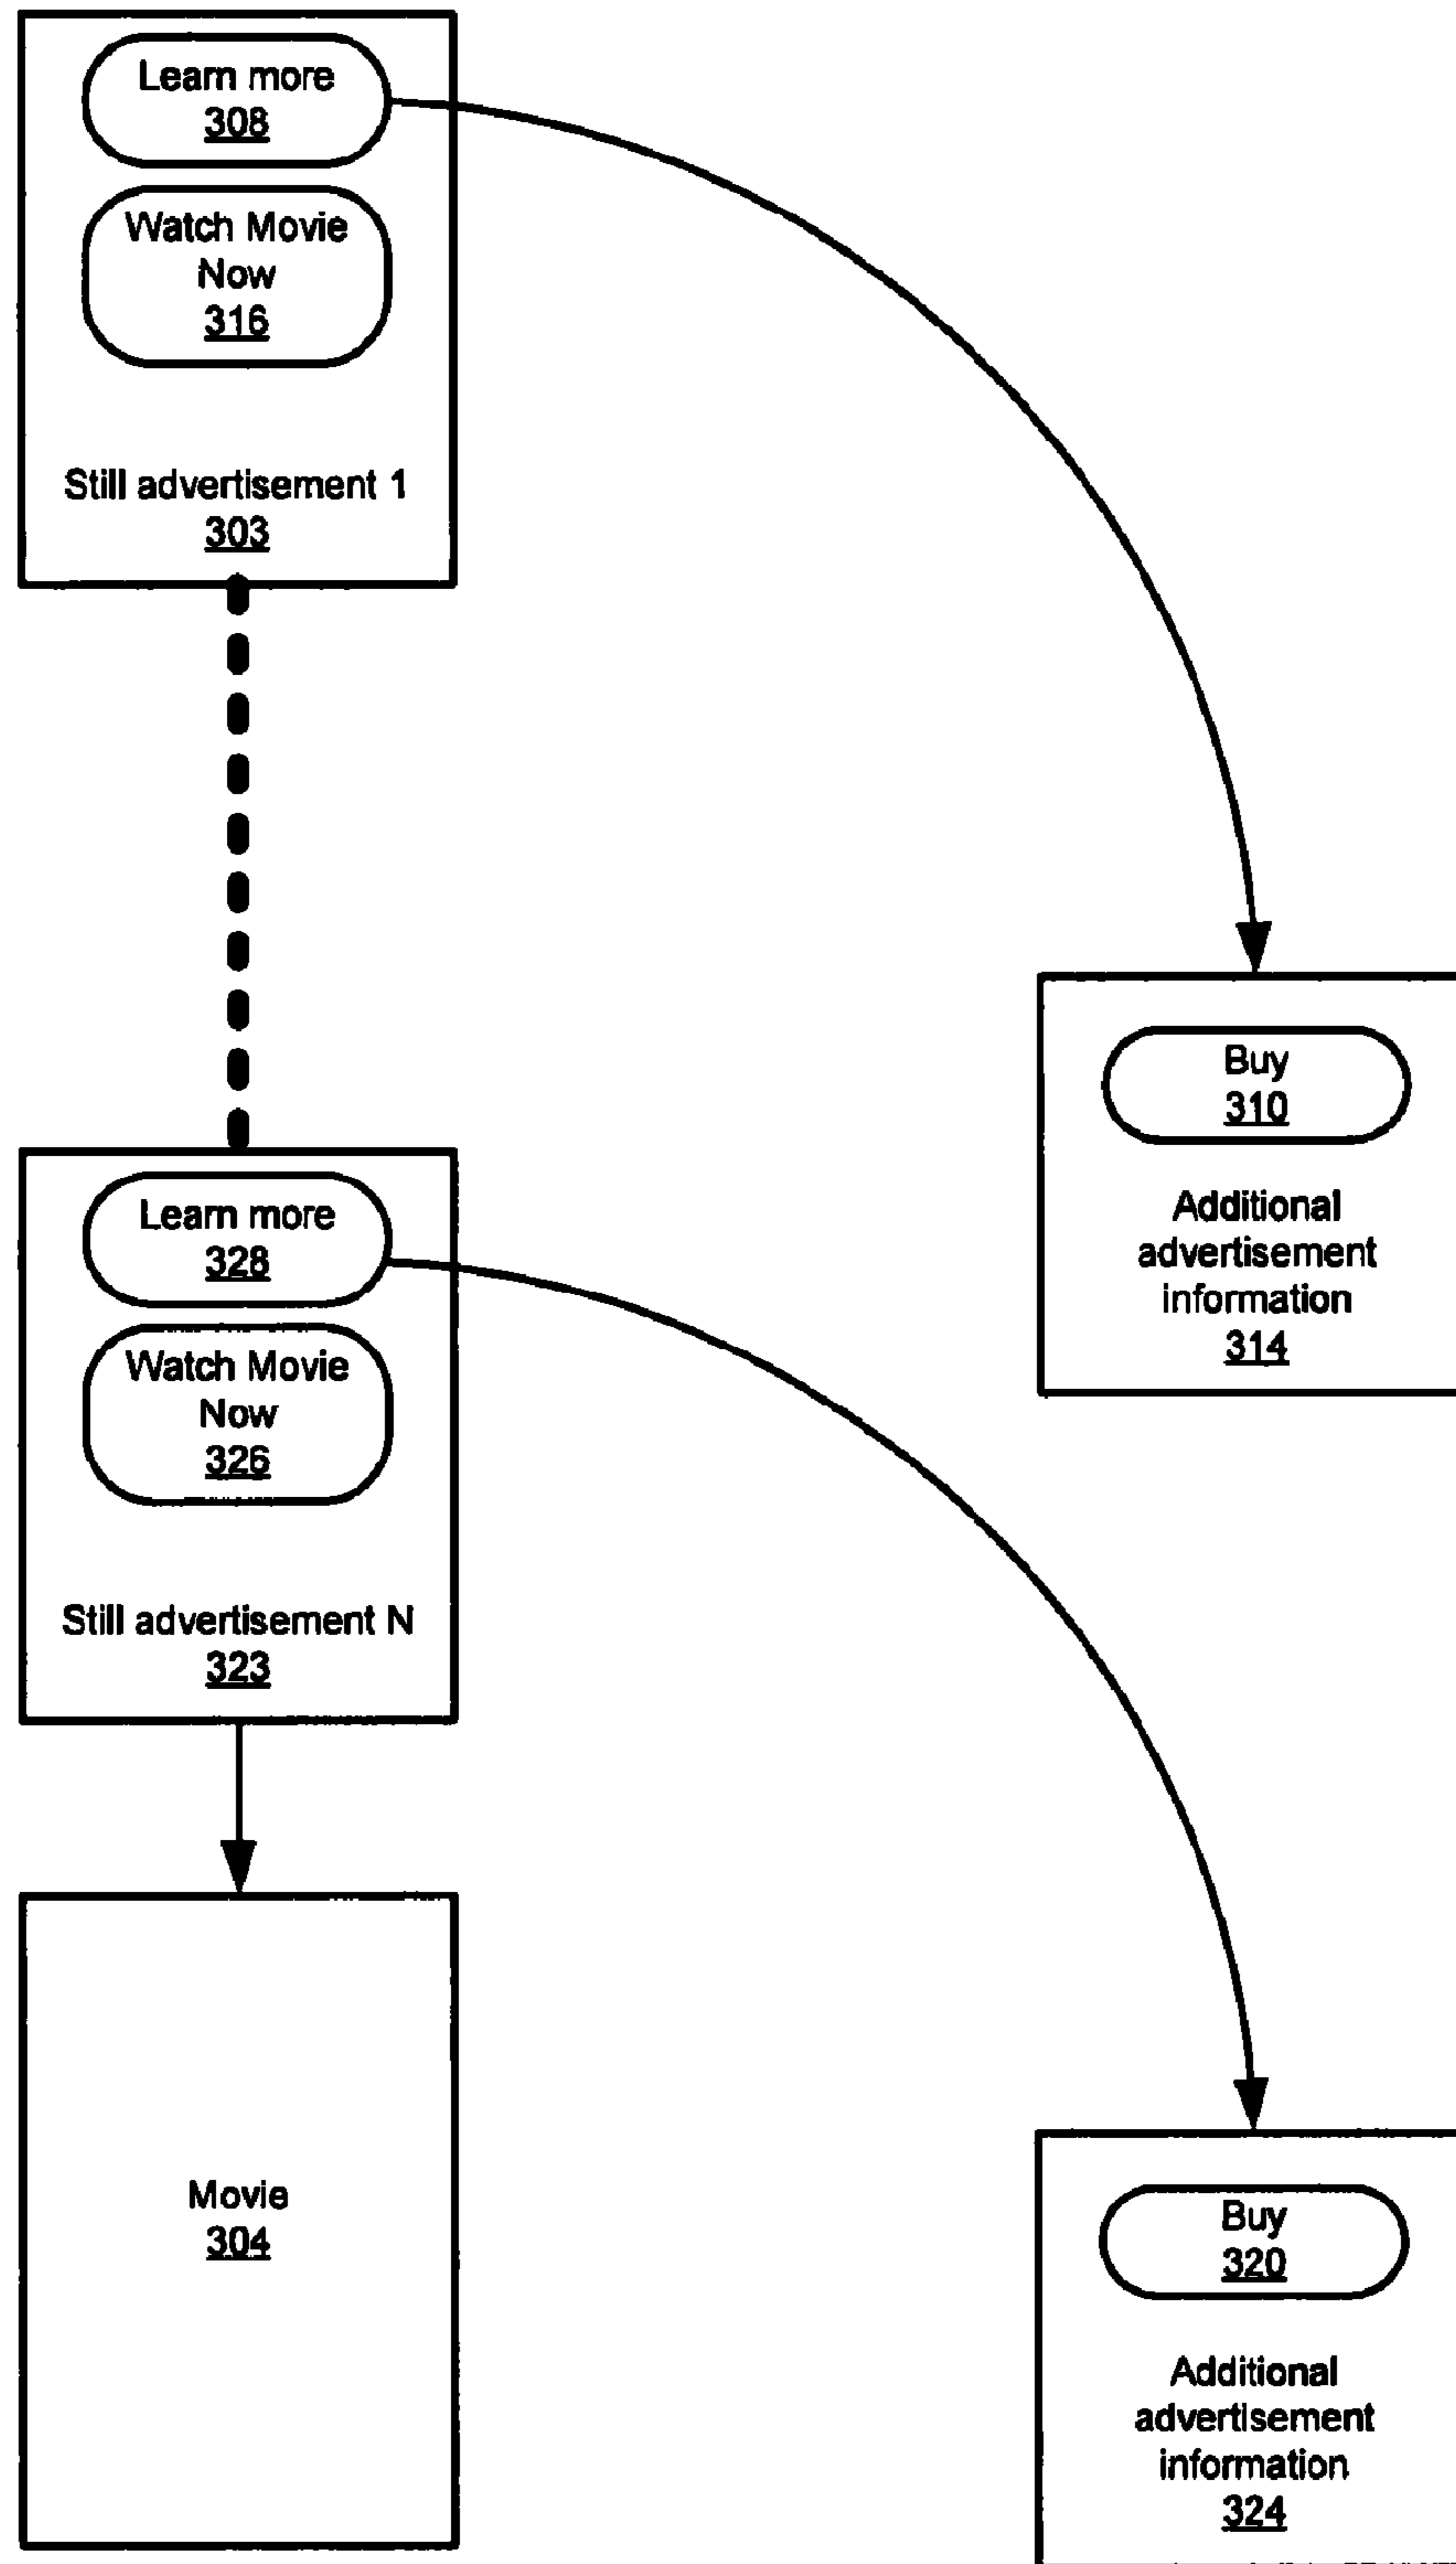 Learn more
308
Watch Movie
Now
316
Still advertisement 1
303
Buy
310
Additional
advertisement
information
314
Learn more
328
Watch Movie
Now
326
Still advertisement N
323
Movie
304
Buy
320
Additional
advertisement
information
324